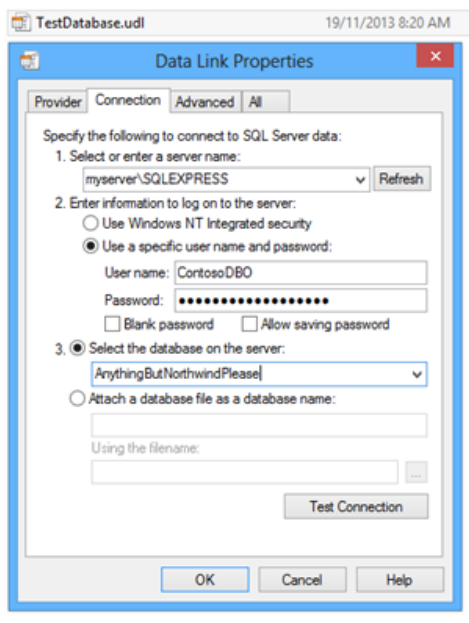 TestDatabase.udl 19/11/2013 8:20 AM
Data Link Properties
Provider Connection Advanced All
Specify the following to connect to SQL Server data:
1. Select or enter a server name:
myserver\SQLEXPRESS Refresh
2. Enter information to log on to the server:
Use Windows NT Integrated security
Use a specific user name and password:
User name: ContosoDBO
Password: ••••••••••••••••••
Blank password Allow saving password
3. Select the database on the server:
AnythingButNorthwindPlease
Attach a database file as a database name:
Using the filename:
...
Test Connection
OK Cancel Help